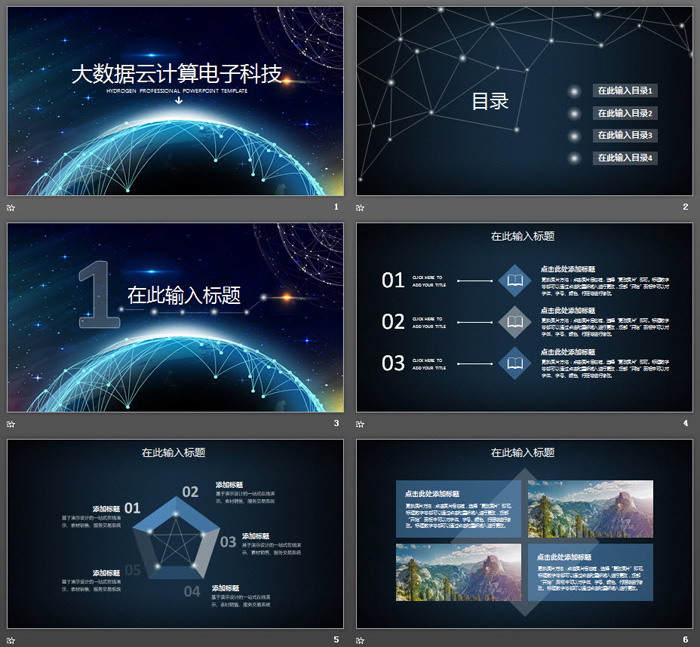 大数据云计算电子科技
HYDROGEN PROFESSIONAL POWERPOINT TEMPLATE
1
目录
在此输入目录1
在此输入目录2
在此输入目录3
在此输入目录4
2
1
在此输入标题
3
在此输入标题
01
CLICK HERE TO
ADD YOUR TITLE
点击此处添加标题
02
CLICK HERE TO
ADD YOUR TITLE
点击此处添加标题
03
CLICK HERE TO
ADD YOUR TITLE
点击此处添加标题
4
在此输入标题
添加标题
01
基于演示设计的一站式在线演
示、素材销售、服务交易系统
02
添加标题
基于演示设计的一站式在线演
示、素材销售、服务交易系统
03
添加标题
基于演示设计的一站式在线演
示、素材销售、服务交易系统
04
添加标题
基于演示设计的一站式在线演
示、素材销售、服务交易系统
05
添加标题
基于演示设计的一站式在线演
示、素材销售、服务交易系统
5
在此输入标题
点击此处添加标题
点击此处添加标题
6